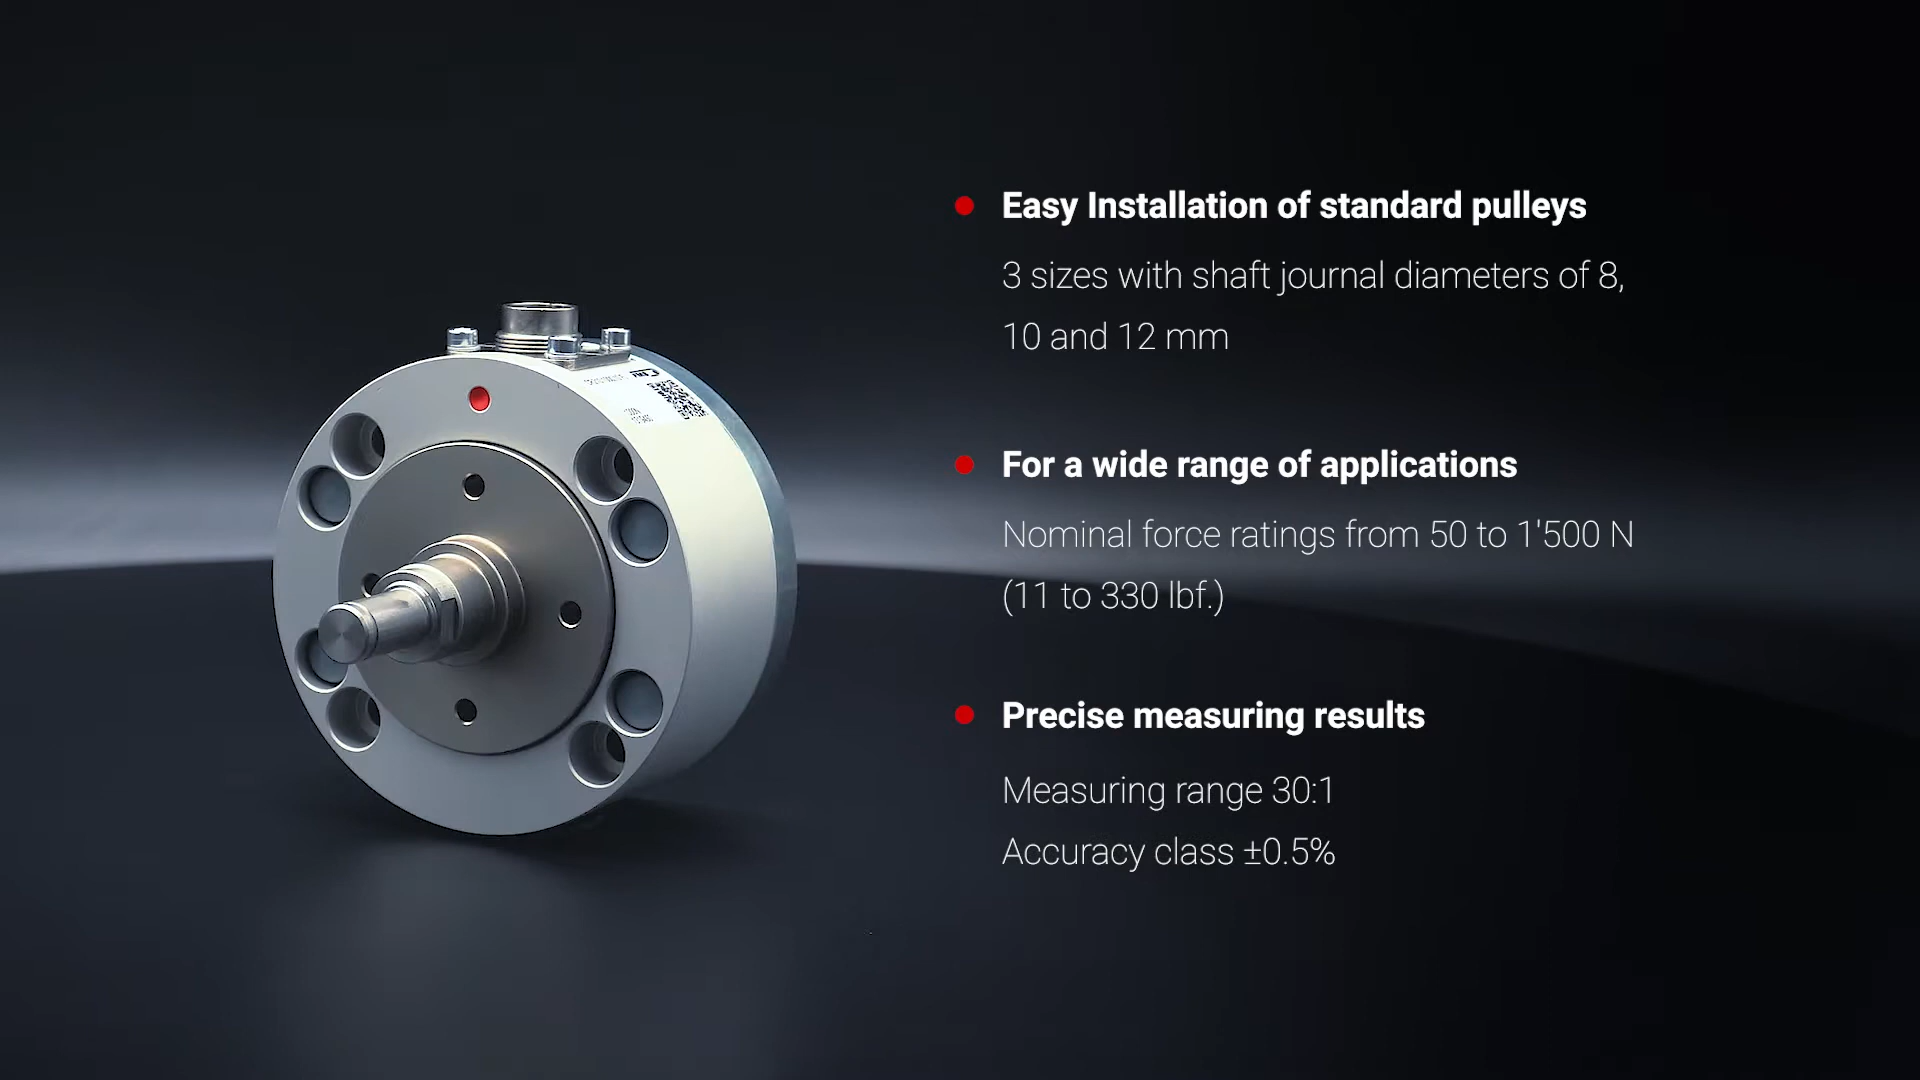 Easy Installation of standard pulleys
3 sizes with shaft journal diameters of 8,
10 and 12 mm
For a wide range of applications
Nominal force ratings from 50 to 1'500 N
(11 to 330 lbf.)
Precise measuring results
Measuring range 30:1
Accuracy class ±0.5%